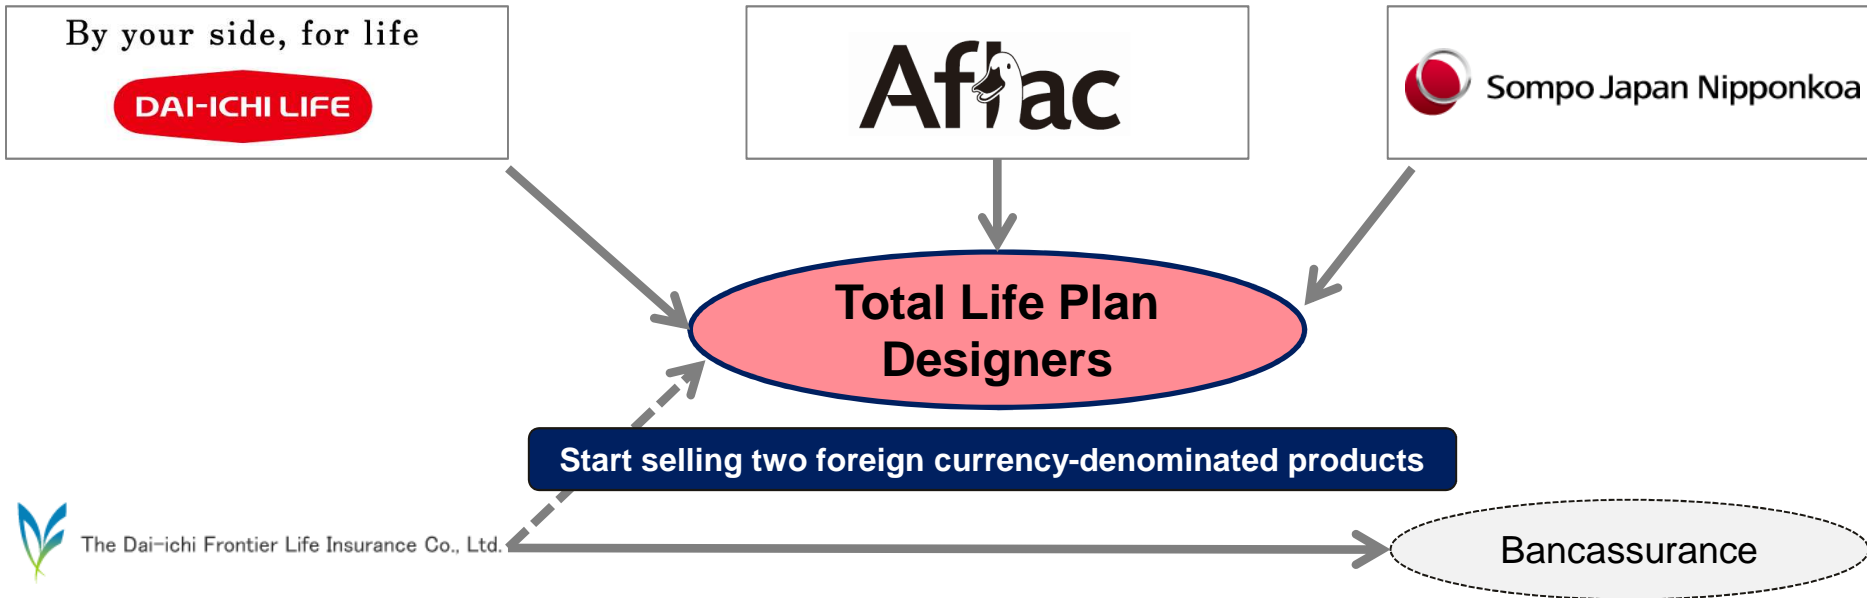 By your side, for life
DAI-ICHI LIFE
Aflac
Sompo Japan Nipponkoa
Total Life Plan
Designers
Start selling two foreign currency-denominated products
The Dai-ichi Frontier Life Insurance Co., Ltd.
Bancassurance